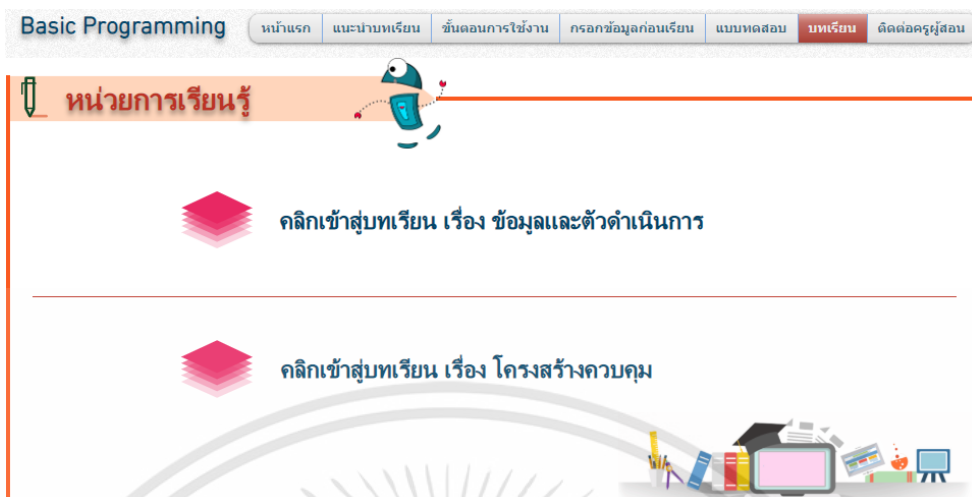 Basic Programming
หน้าแรก แนะนำบทเรียน ขั้นตอนการใช้งาน กรอกข้อมูลก่อนเรียน แบบทดสอบ บทเรียน ติดต่อครูผู้สอน
หน่วยการเรียนรู้
คลิกเข้าสู่บทเรียน เรื่อง ข้อมูลและตัวดำเนินการ
คลิกเข้าสู่บทเรียน เรื่อง โครงสร้างควบคุม